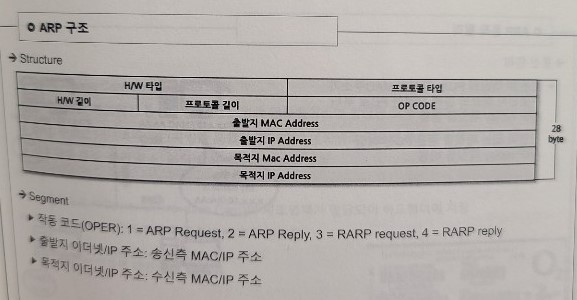 ARP 구조
→ Structure
H/W 타입 프로토콜 타입
H/W 길이 프로토콜 길이 OP CODE
출발지 MAC Address
출발지 IP Address
목적지 Mac Address
목적지 IP Address
28
byte
→ Segment
▶ 작동 코드(OPER): 1 = ARP Request, 2 = ARP Reply, 3 = RARP request, 4 = RARP reply
▶ 출발지 이더넷/IP 주소: 송신측 MAC/IP 주소
▶ 목적지 이더넷/IP 주소: 수신측 MAC/IP 주소